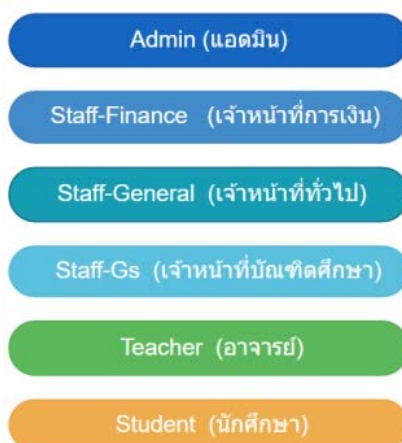 Admin (แอดมิน)
Staff-Finance (เจ้าหน้าที่การเงิน)
Staff-General (เจ้าหน้าที่ทั่วไป)
Staff-Gs (เจ้าหน้าที่บัณฑิตศึกษา)
Teacher (อาจารย์)
Student (นักศึกษา)